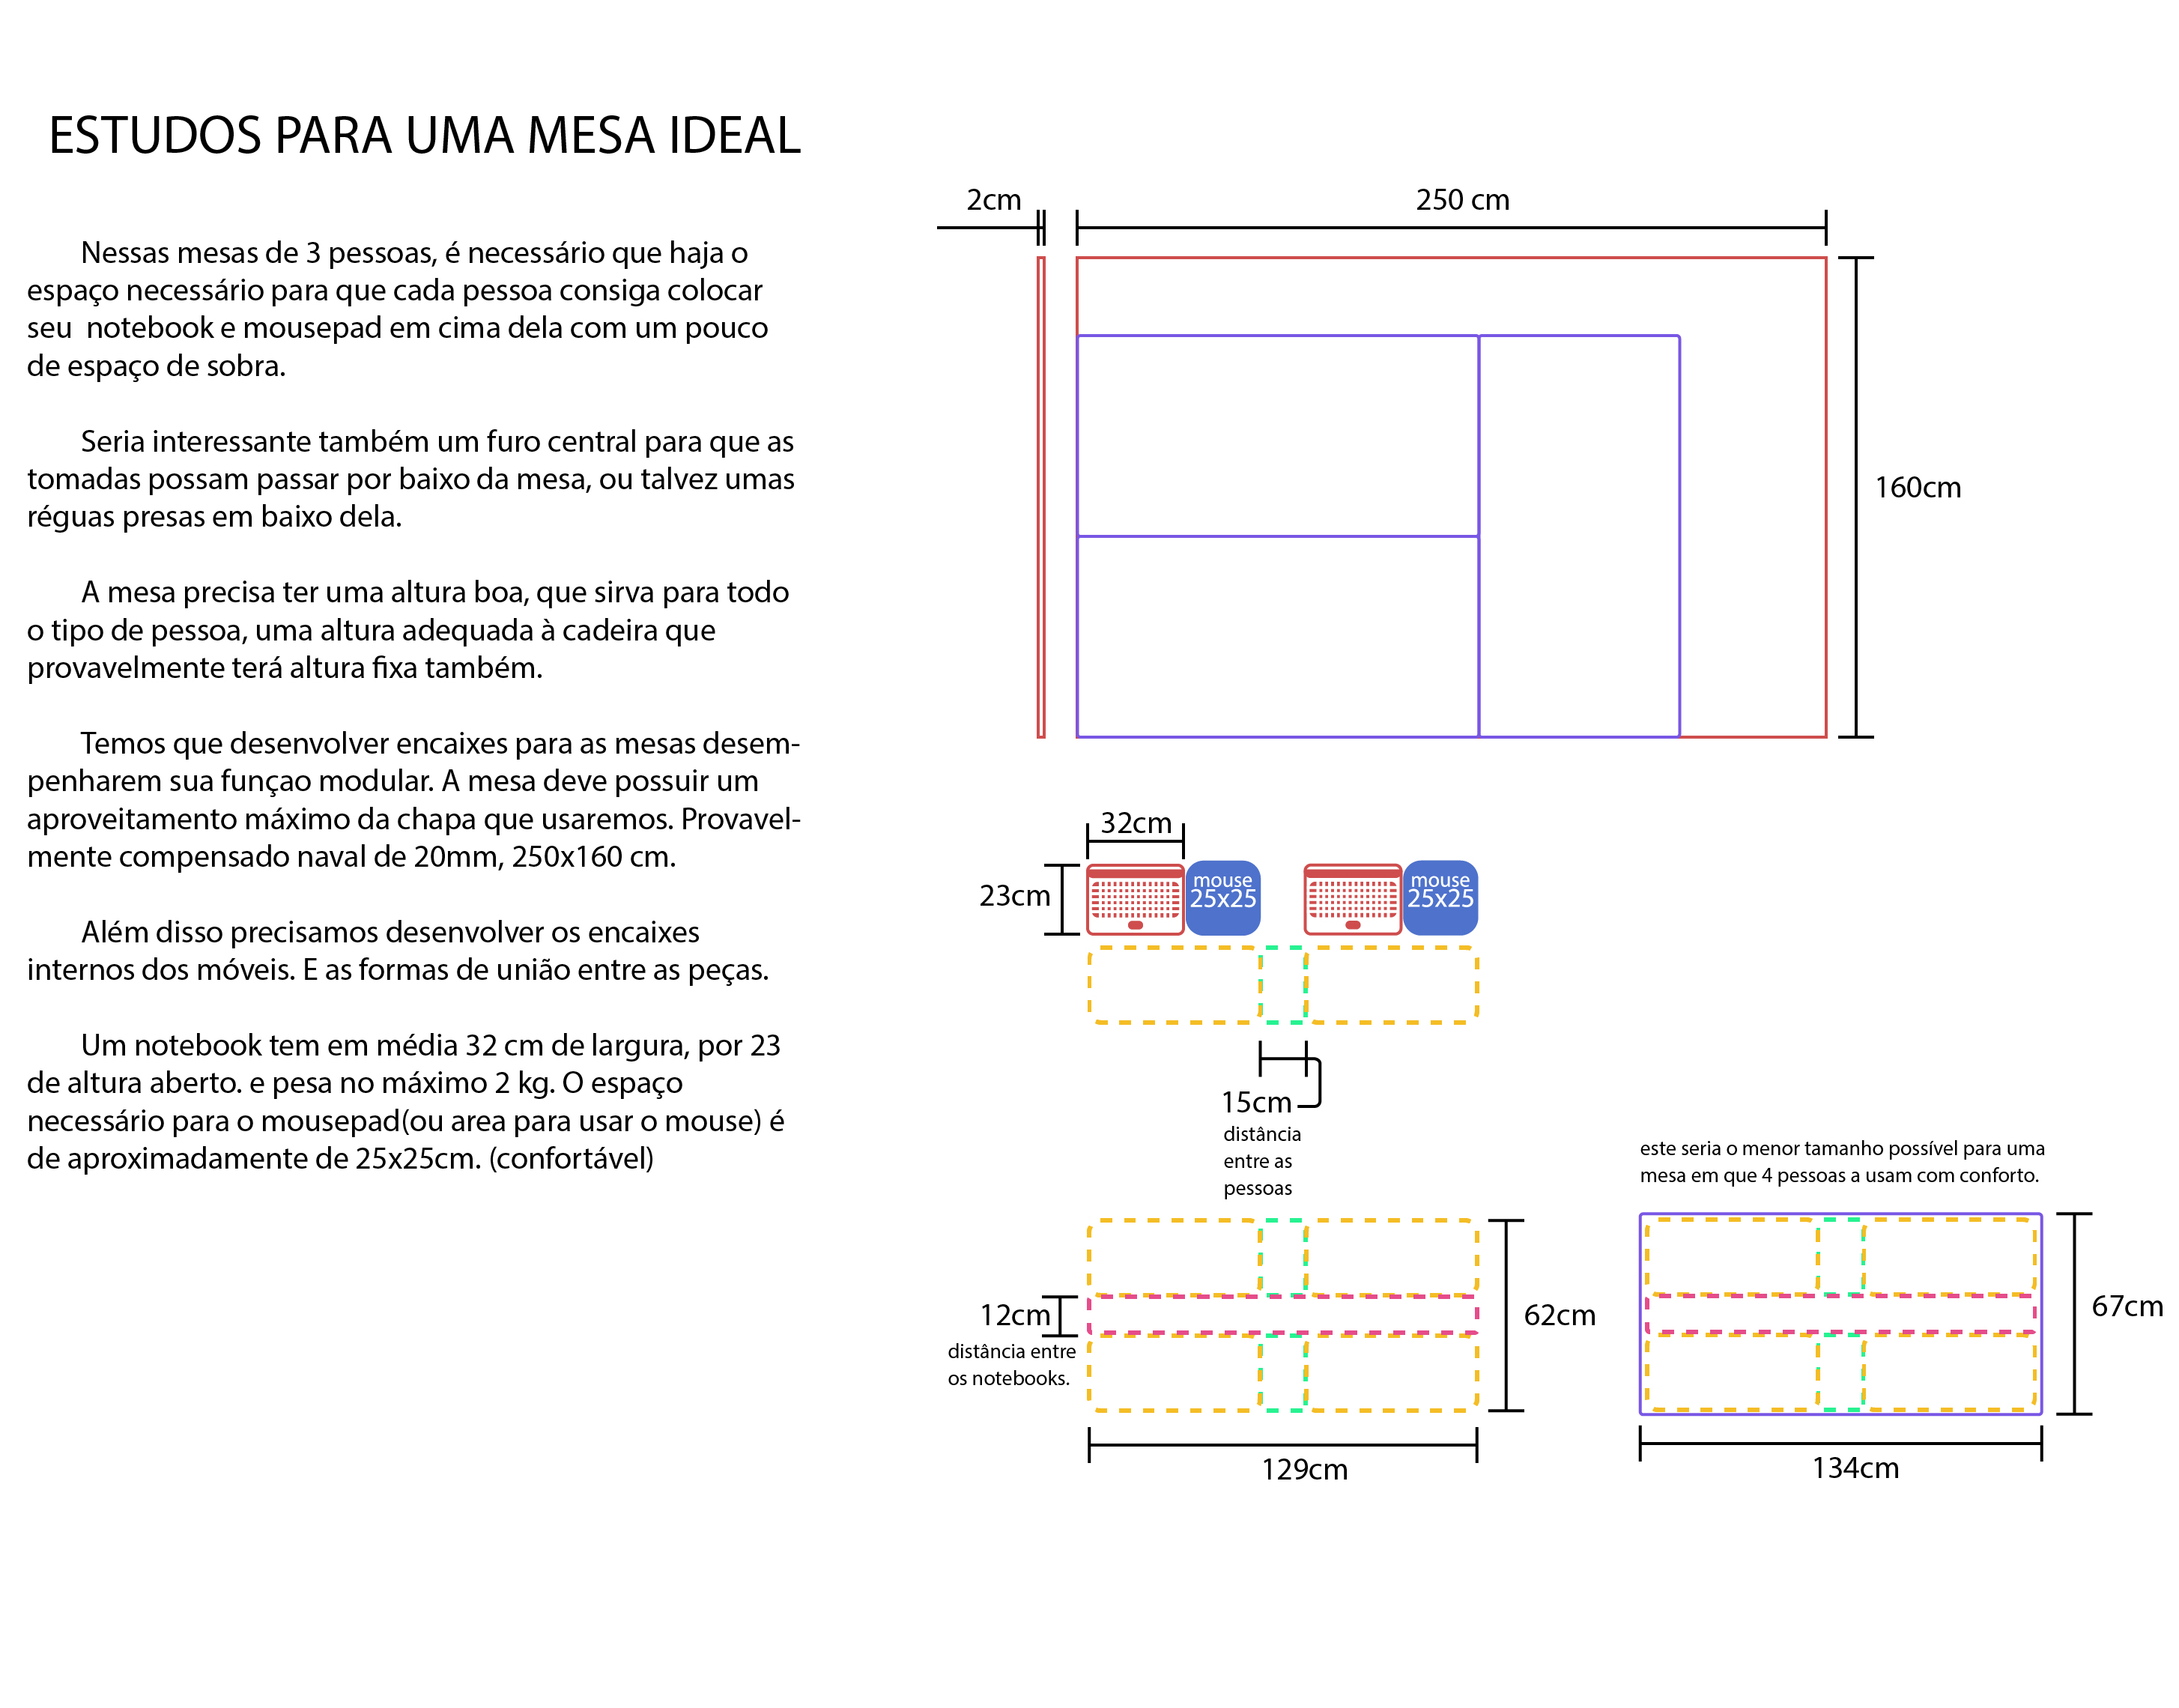 ESTUDOS PARA UMA MESA IDEAL
Nessas mesas de 3 pessoas, é necessário que haja o
espaço necessário para que cada pessoa consiga colocar
seu  notebook e mousepad em cima dela com um pouco
de espaço de sobra.
Seria interessante também um furo central para que as
tomadas possam passar por baixo da mesa, ou talvez umas
réguas presas em baixo dela.
A mesa precisa ter uma altura boa, que sirva para todo
o tipo de pessoa, uma altura adequada à cadeira que
provavelmente terá altura fixa também.
Temos que desenvolver encaixes para as mesas desem-
penharem sua funçao modular. A mesa deve possuir um
aproveitamento máximo da chapa que usaremos. Provavel-
mente compensado naval de 20mm, 250x160 cm.
Além disso precisamos desenvolver os encaixes
internos dos móveis. E as formas de união entre as peças.
Um notebook tem em média 32 cm de largura, por 23
de altura aberto. e pesa no máximo 2 kg. O espaço
necessário para o mousepad(ou area para usar o mouse) é
de aproximadamente de 25x25cm. (confortável)
2cm
250 cm
160cm
32cm
23cm
mouse
25x25
mouse
25x25
15cm
distância
entre as
pessoas
12cm
distância entre
os notebooks.
62cm
129cm
este seria o menor tamanho possível para uma
mesa em que 4 pessoas a usam com conforto.
67cm
134cm